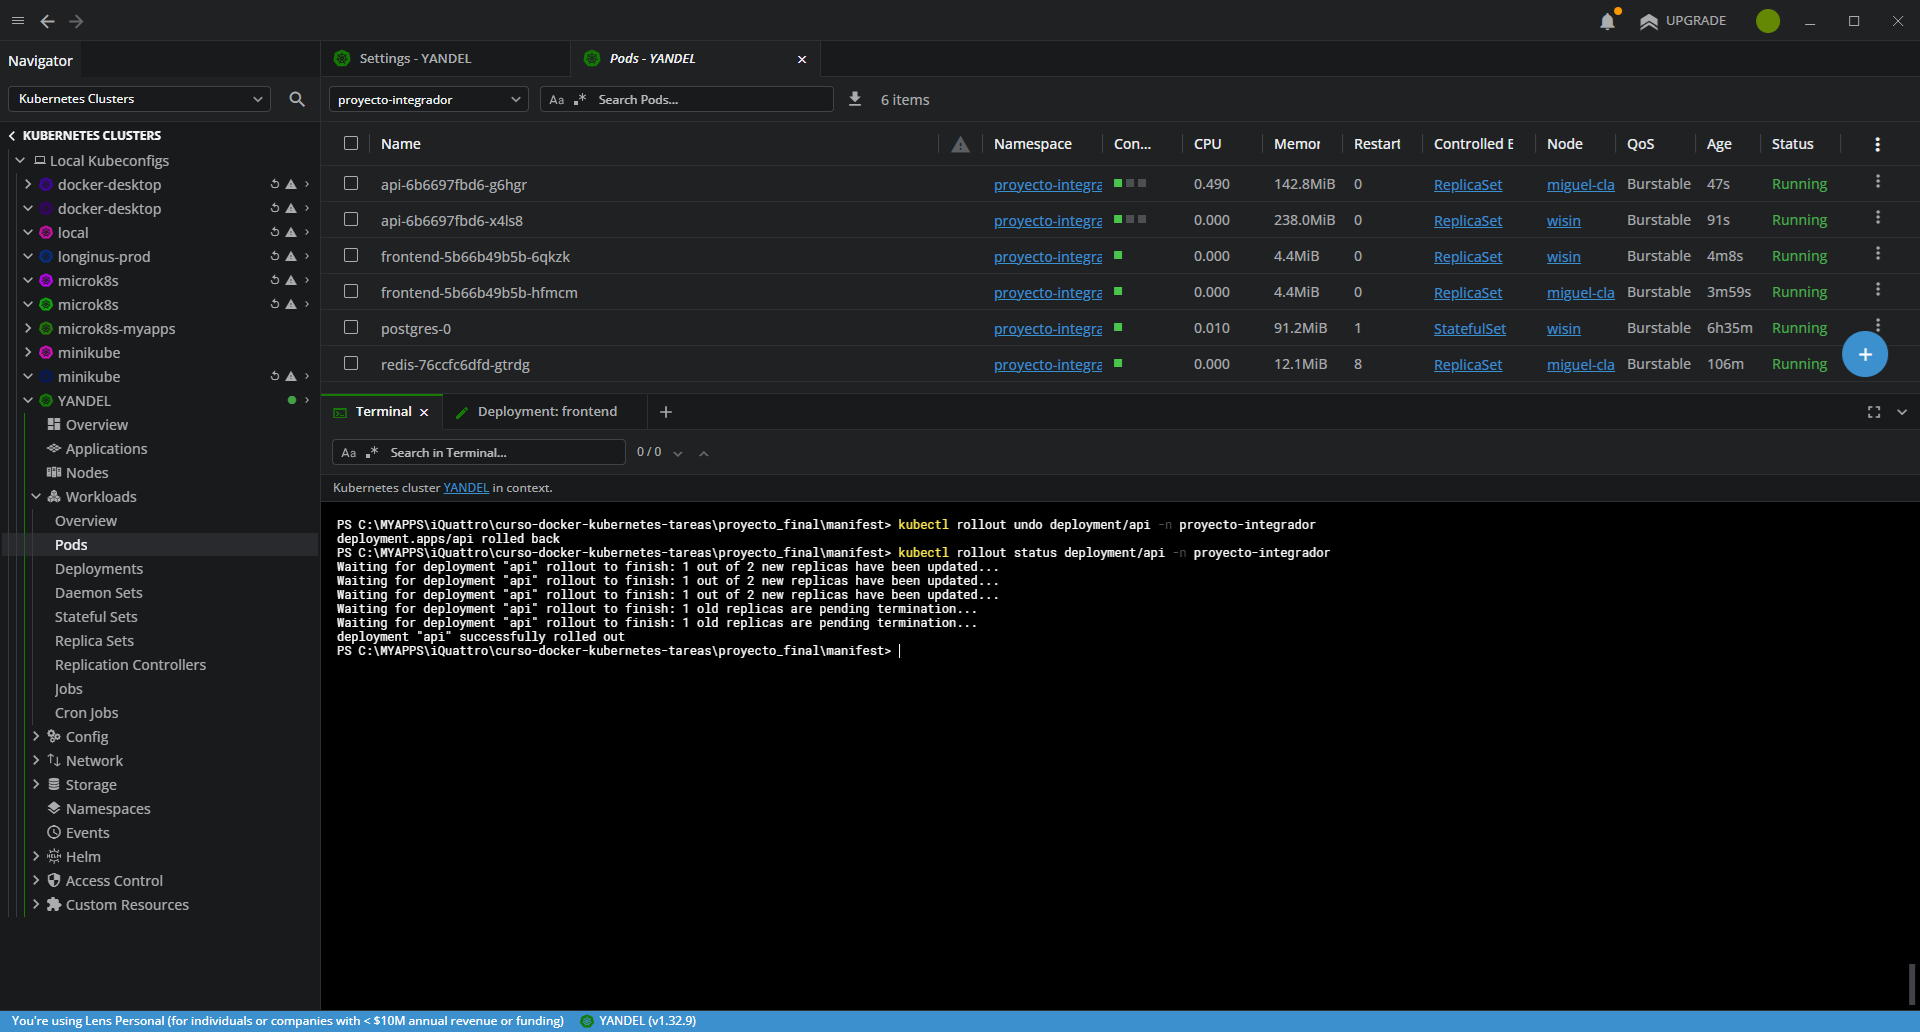 UPGRADE
Navigator
Settings - YANDEL
Pods - YANDEL
Kubernetes Clusters
proyecto-integrador
Aa .* Search Pods...
6 items
KUBERNETES CLUSTERS
Local Kubeconfigs
docker-desktop
docker-desktop
local
longinus-prod
microk8s
microk8s
microk8s-myapps
minikube
minikube
YANDEL
Overview
Applications
Nodes
Workloads
Overview
Pods
Deployments
Daemon Sets
Stateful Sets
Replica Sets
Replication Controllers
Jobs
Cron Jobs
Config
Network
Storage
Namespaces
Events
Helm
Access Control
Custom Resources
Name Namespace Con... CPU Memor Restart Controlled E Node QoS Age Status
api-6b6697fbd6-g6hgr proyecto-integra 0.490 142.8MiB 0 ReplicaSet miguel-cla Burstable 47s Running
api-6b6697fbd6-x4ls8 proyecto-integra 0.000 238.0MiB 0 ReplicaSet wisin Burstable 91s Running
frontend-5b66b49b5b-6qkzk proyecto-integra 0.000 4.4MiB 0 ReplicaSet wisin Burstable 4m8s Running
frontend-5b66b49b5b-hfmcm proyecto-integra 0.000 4.4MiB 0 ReplicaSet miguel-cla Burstable 3m59s Running
postgres-0 proyecto-integra 0.010 91.2MiB 1 StatefulSet wisin Burstable 6h35m Running
redis-76ccfc6dfd-gtrdg proyecto-integra 0.000 12.1MiB 8 ReplicaSet miguel-cla Burstable 106m Running
Terminal
Deployment: frontend
Aa .* Search in Terminal...
0 / 0
Kubernetes cluster YANDEL in context.
PS C:\MYAPPS\iQuattro\curso-docker-kubernetes-tareas\proyecto_final\manifest> kubectl rollout undo deployment/api -n proyecto-integrador
deployment.apps/api rolled back
PS C:\MYAPPS\iQuattro\curso-docker-kubernetes-tareas\proyecto_final\manifest> kubectl rollout status deployment/api -n proyecto-integrador
Waiting for deployment "api" rollout to finish: 1 out of 2 new replicas have been updated...
Waiting for deployment "api" rollout to finish: 1 out of 2 new replicas have been updated...
Waiting for deployment "api" rollout to finish: 1 out of 2 new replicas have been updated...
Waiting for deployment "api" rollout to finish: 1 old replicas are pending termination...
Waiting for deployment "api" rollout to finish: 1 old replicas are pending termination...
deployment "api" successfully rolled out
PS C:\MYAPPS\iQuattro\curso-docker-kubernetes-tareas\proyecto_final\manifest>
You're using Lens Personal (for individuals or companies with < $10M annual revenue or funding)
YANDEL (v1.32.9)